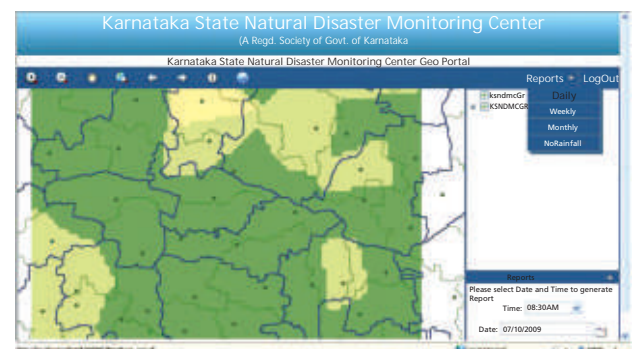 Karnataka State Natural Disaster Monitoring Center
(A Regd. Society of Govt. of Karnataka
Karnataka State Natural Disaster Monitoring Center Geo Portal
Reports LogOut
ksndmcGr
KSNDMCGR
Daily
Weekly
Monthly
NoRainfall
Reports
Please select Date and Time to generate
Report
Time: 08:30AM
Date: 07/10/2009